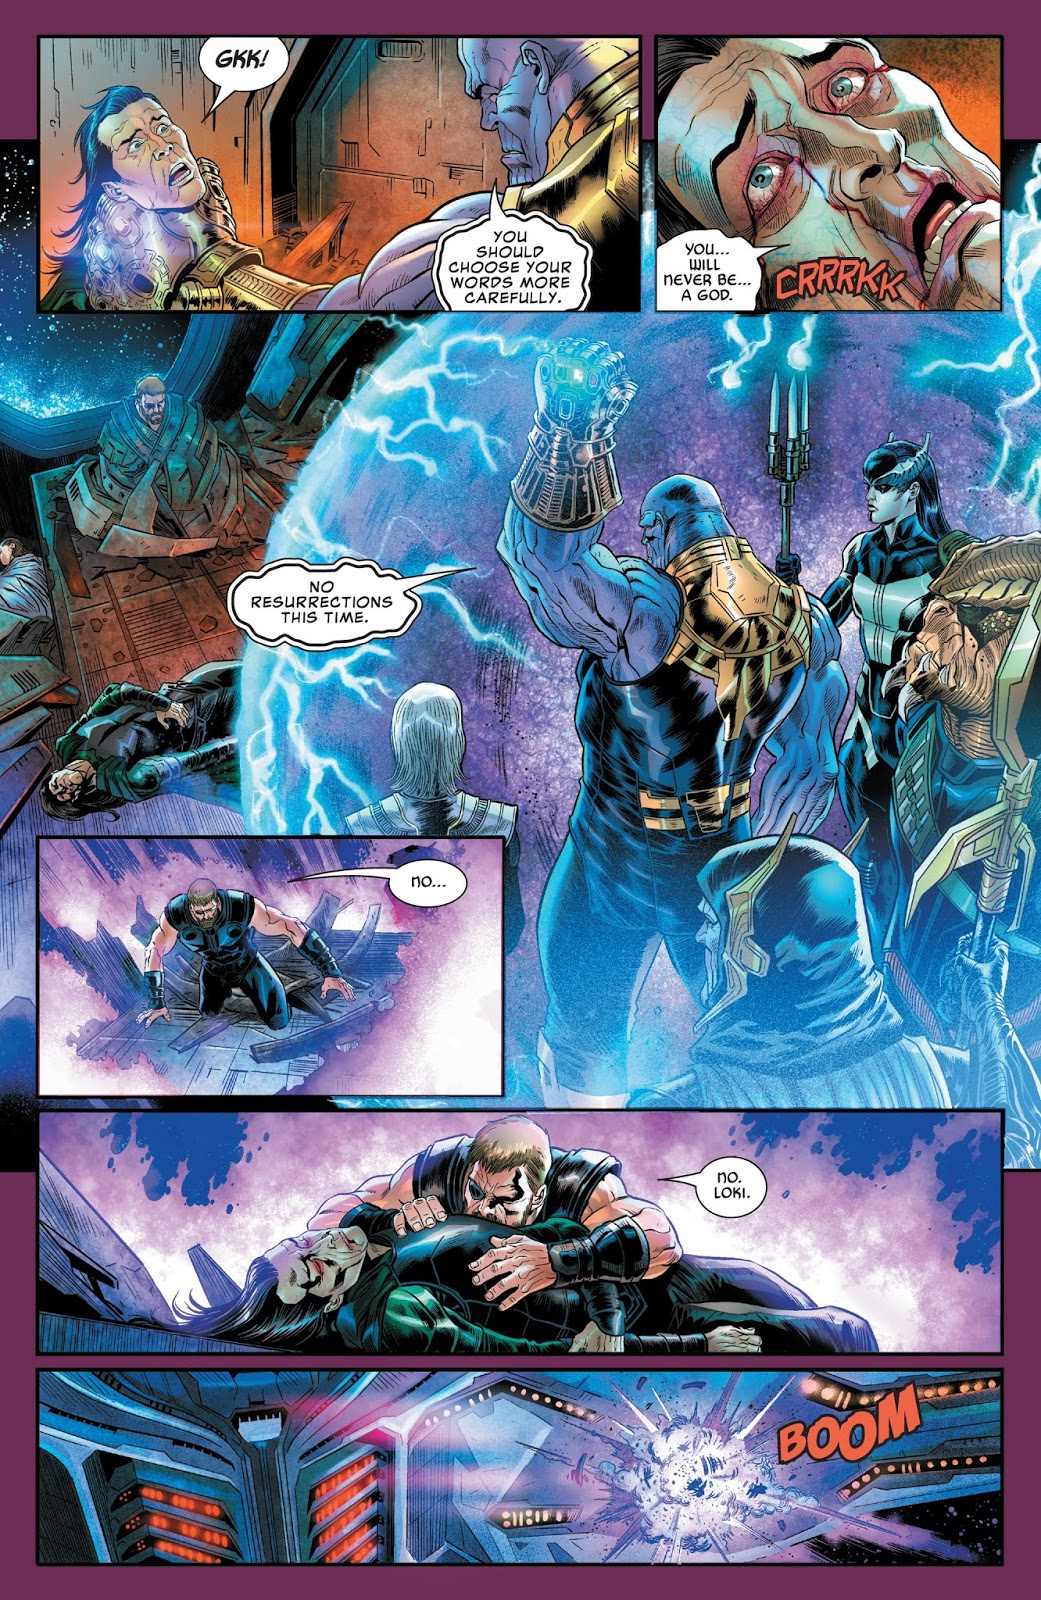 GKK!
YOU
SHOULD
CHOOSE YOUR
WORDS MORE
CAREFULLY.
YOU...
WILL
NEVER BE...
A GOD.
CRRRKK
NO
RESURRECTIONS
THIS TIME.
NO...
NO.
LOKI.
BOOM